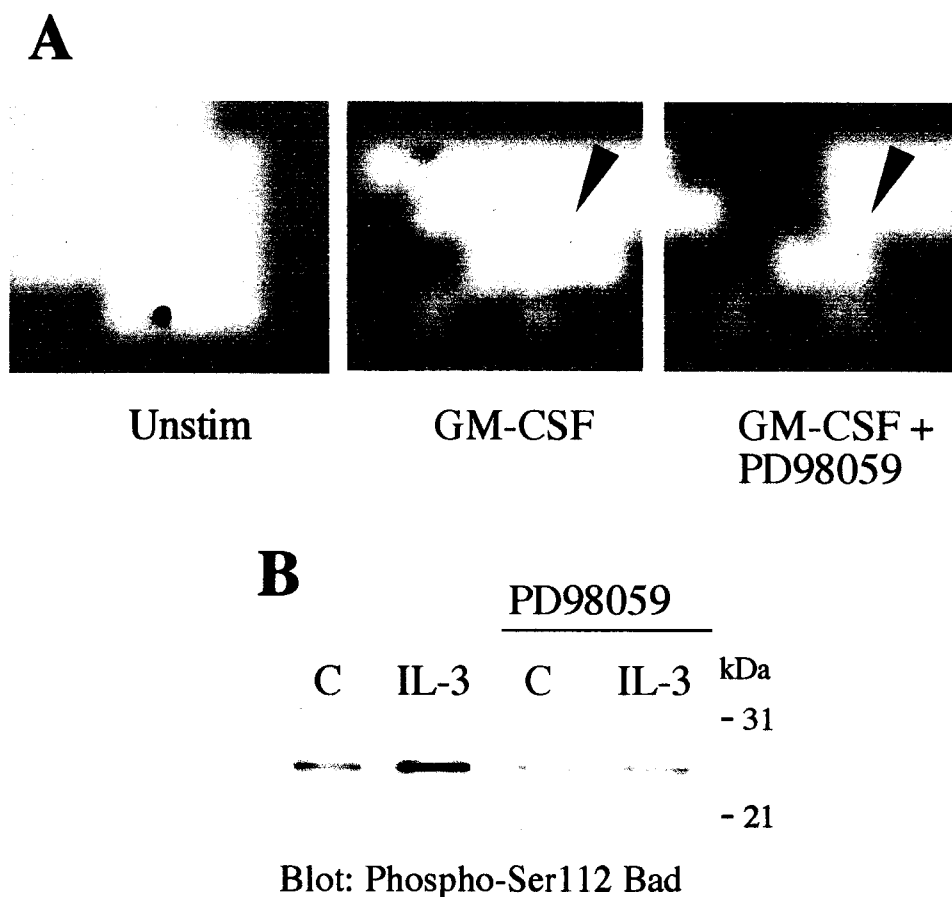 A
Unstim
GM-CSF
GM-CSF +
PD98059
B
PD98059
C IL-3 C IL-3 kDa
- 31
- 21
Blot: Phospho-Ser112 Bad